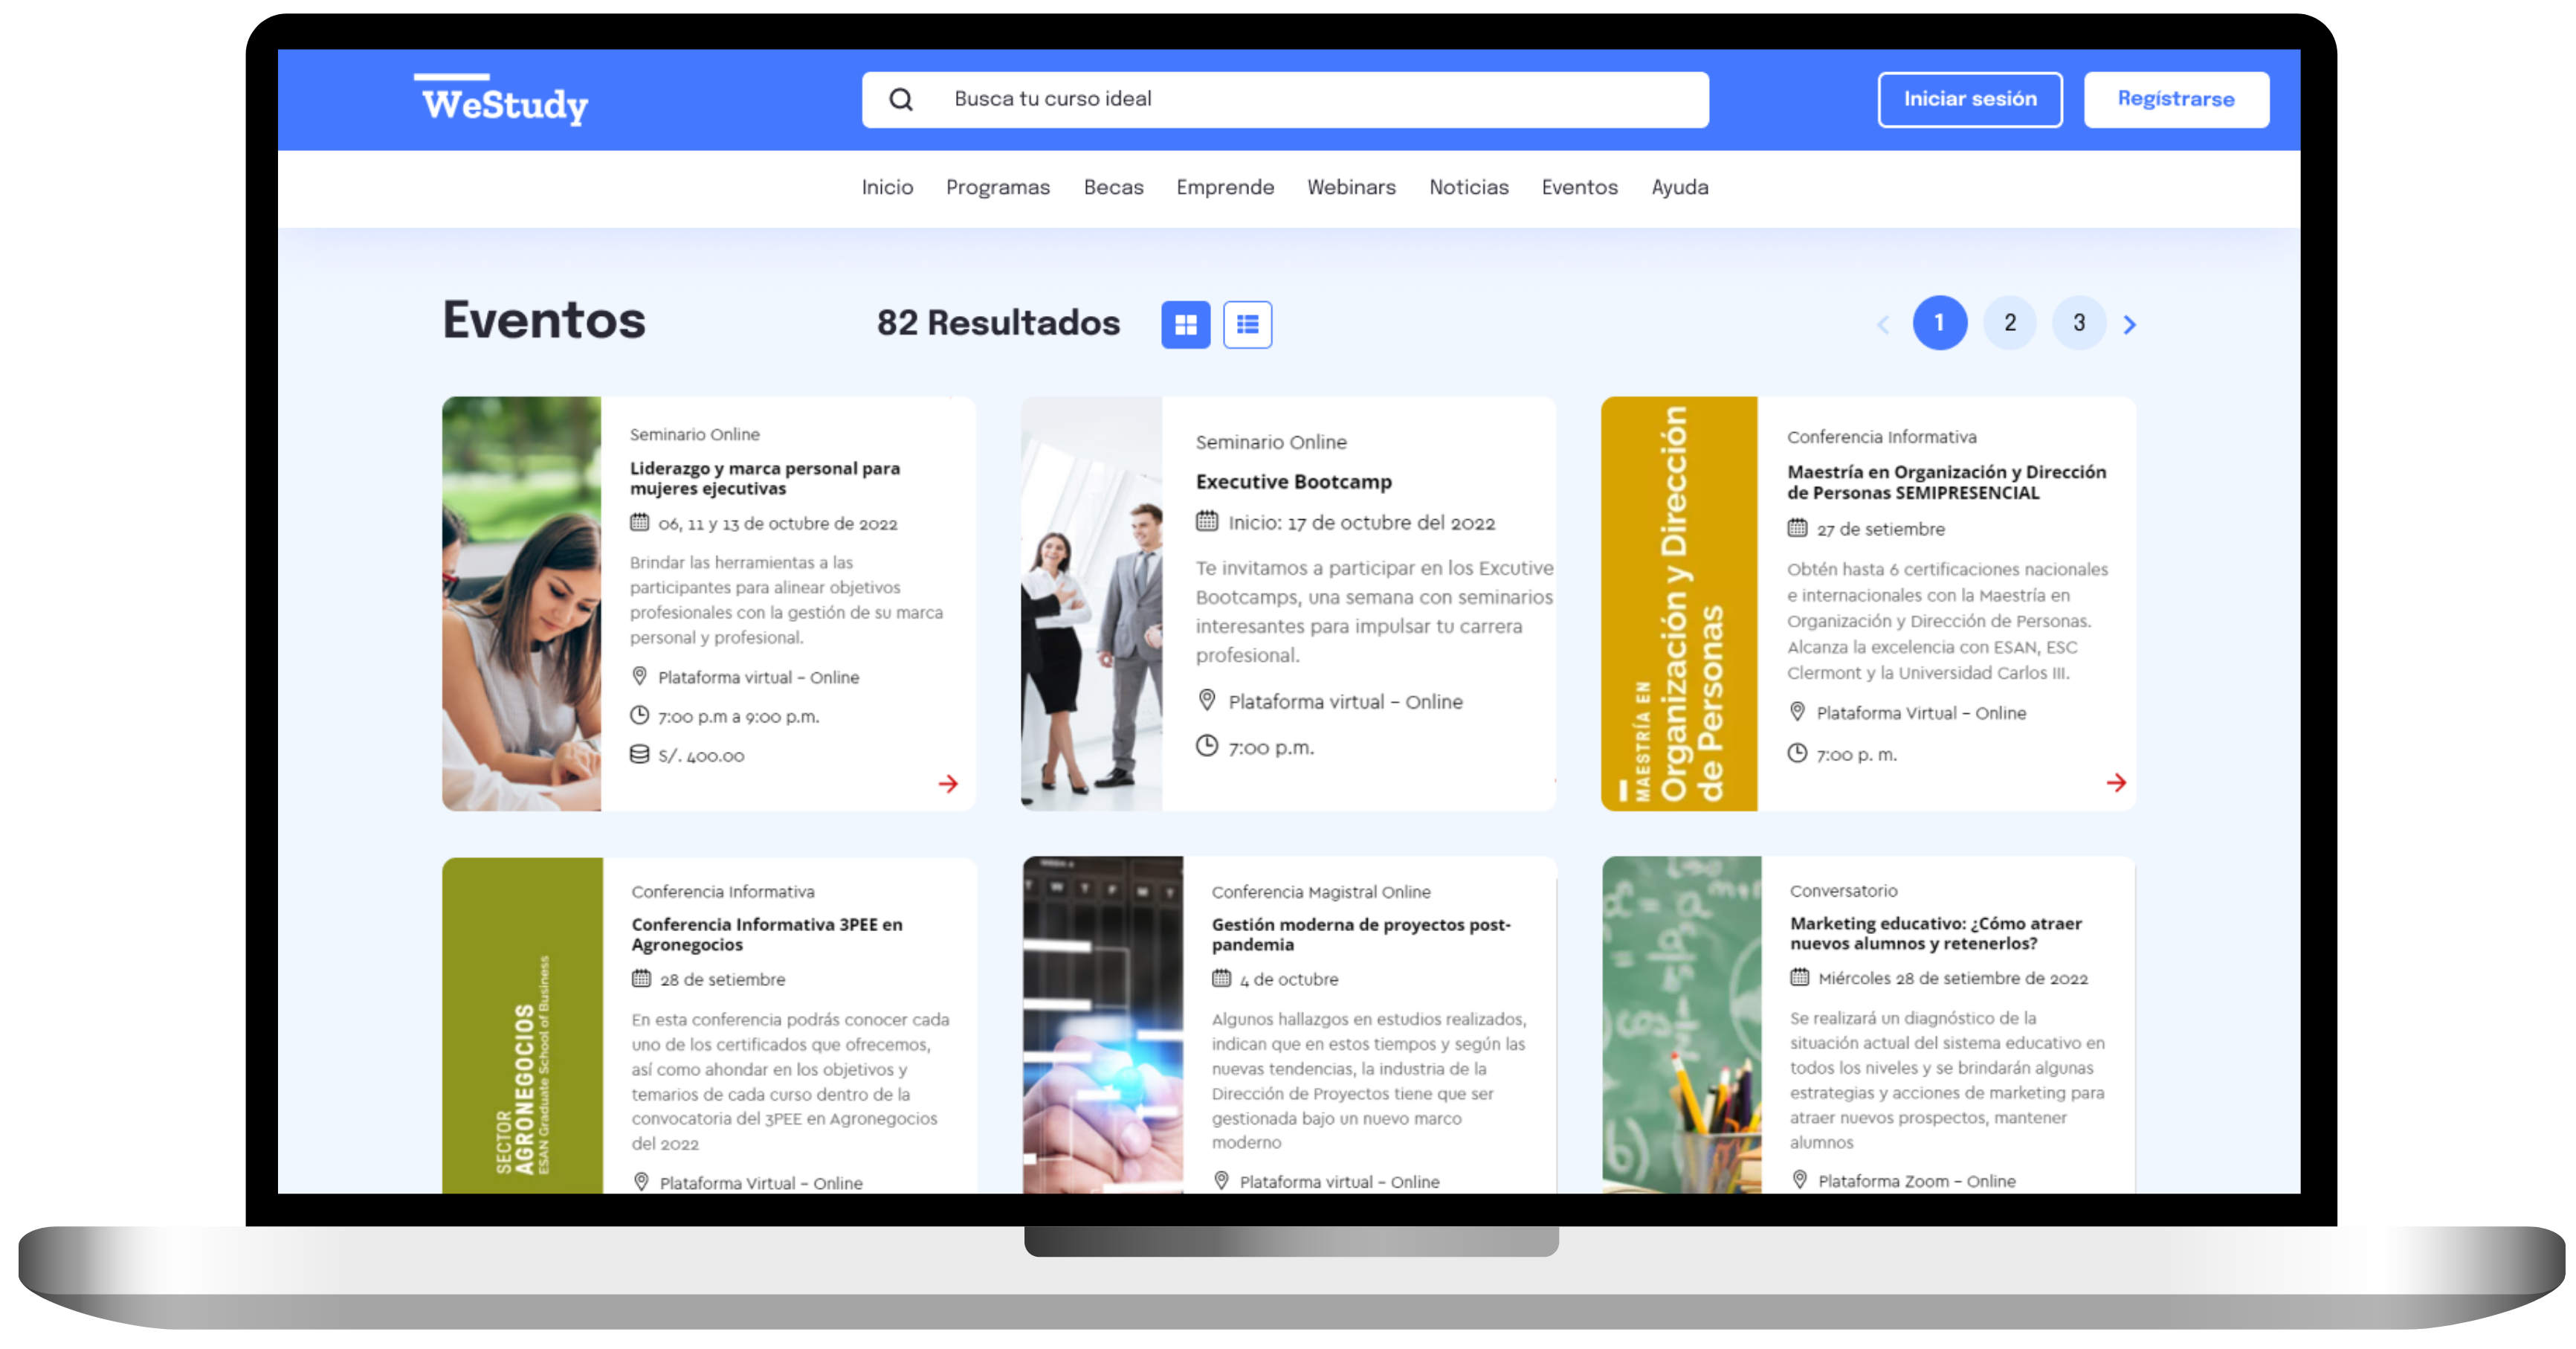 WeStudy
Busca tu curso ideal
Iniciar sesión
Regístrarse
Inicio Programas Becas Emprende Webinars Noticias Eventos Ayuda
Eventos
82 Resultados
1 2 3
Seminario Online
Liderazgo y marca personal para
mujeres ejecutivas
06, 11 y 13 de octubre de 2022
Brindar las herramientas a las
participantes para alinear objetivos
profesionales con la gestión de su marca
personal y profesional.
Plataforma virtual – Online
7:00 p.m a 9:00 p.m.
S/. 400.00
Seminario Online
Executive Bootcamp
Inicio: 17 de octubre del 2022
Te invitamos a participar en los Excutive
Bootcamps, una semana con seminarios
interesantes para impulsar tu carrera
profesional.
Plataforma virtual – Online
7:00 p.m.
MAESTRÍA EN
Organización y Dirección
de Personas
Conferencia Informativa
Maestría en Organización y Dirección
de Personas SEMIPRESENCIAL
27 de setiembre
Obtén hasta 6 certificaciones nacionales
e internacionales con la Maestría en
Organización y Dirección de Personas.
Alcanza la excelencia con ESAN, ESC
Clermont y la Universidad Carlos III.
Plataforma Virtual – Online
7:00 p. m.
SECTOR
AGRONEGOCIOS
ESAN Graduate School of Business
Conferencia Informativa
Conferencia Informativa 3PEE en
Agronegocios
28 de setiembre
En esta conferencia podrás conocer cada
uno de los certificados que ofrecemos,
así como ahondar en los objetivos y
temarios de cada curso dentro de la
convocatoria del 3PEE en Agronegocios
del 2022
Plataforma Virtual – Online
T W T F M T
Conferencia Magistral Online
Gestión moderna de proyectos post-
pandemia
4 de octubre
Algunos hallazgos en estudios realizados,
indican que en estos tiempos y según las
nuevas tendencias, la industria de la
Dirección de Proyectos tiene que ser
gestionada bajo un nuevo marco
moderno
Plataforma virtual – Online
Conversatorio
Marketing educativo: ¿Cómo atraer
nuevos alumnos y retenerlos?
Miércoles 28 de setiembre de 2022
Se realizará un diagnóstico de la
situación actual del sistema educativo en
todos los niveles y se brindarán algunas
estrategias y acciones de marketing para
atraer nuevos prospectos, mantener
alumnos
Plataforma Zoom – Online